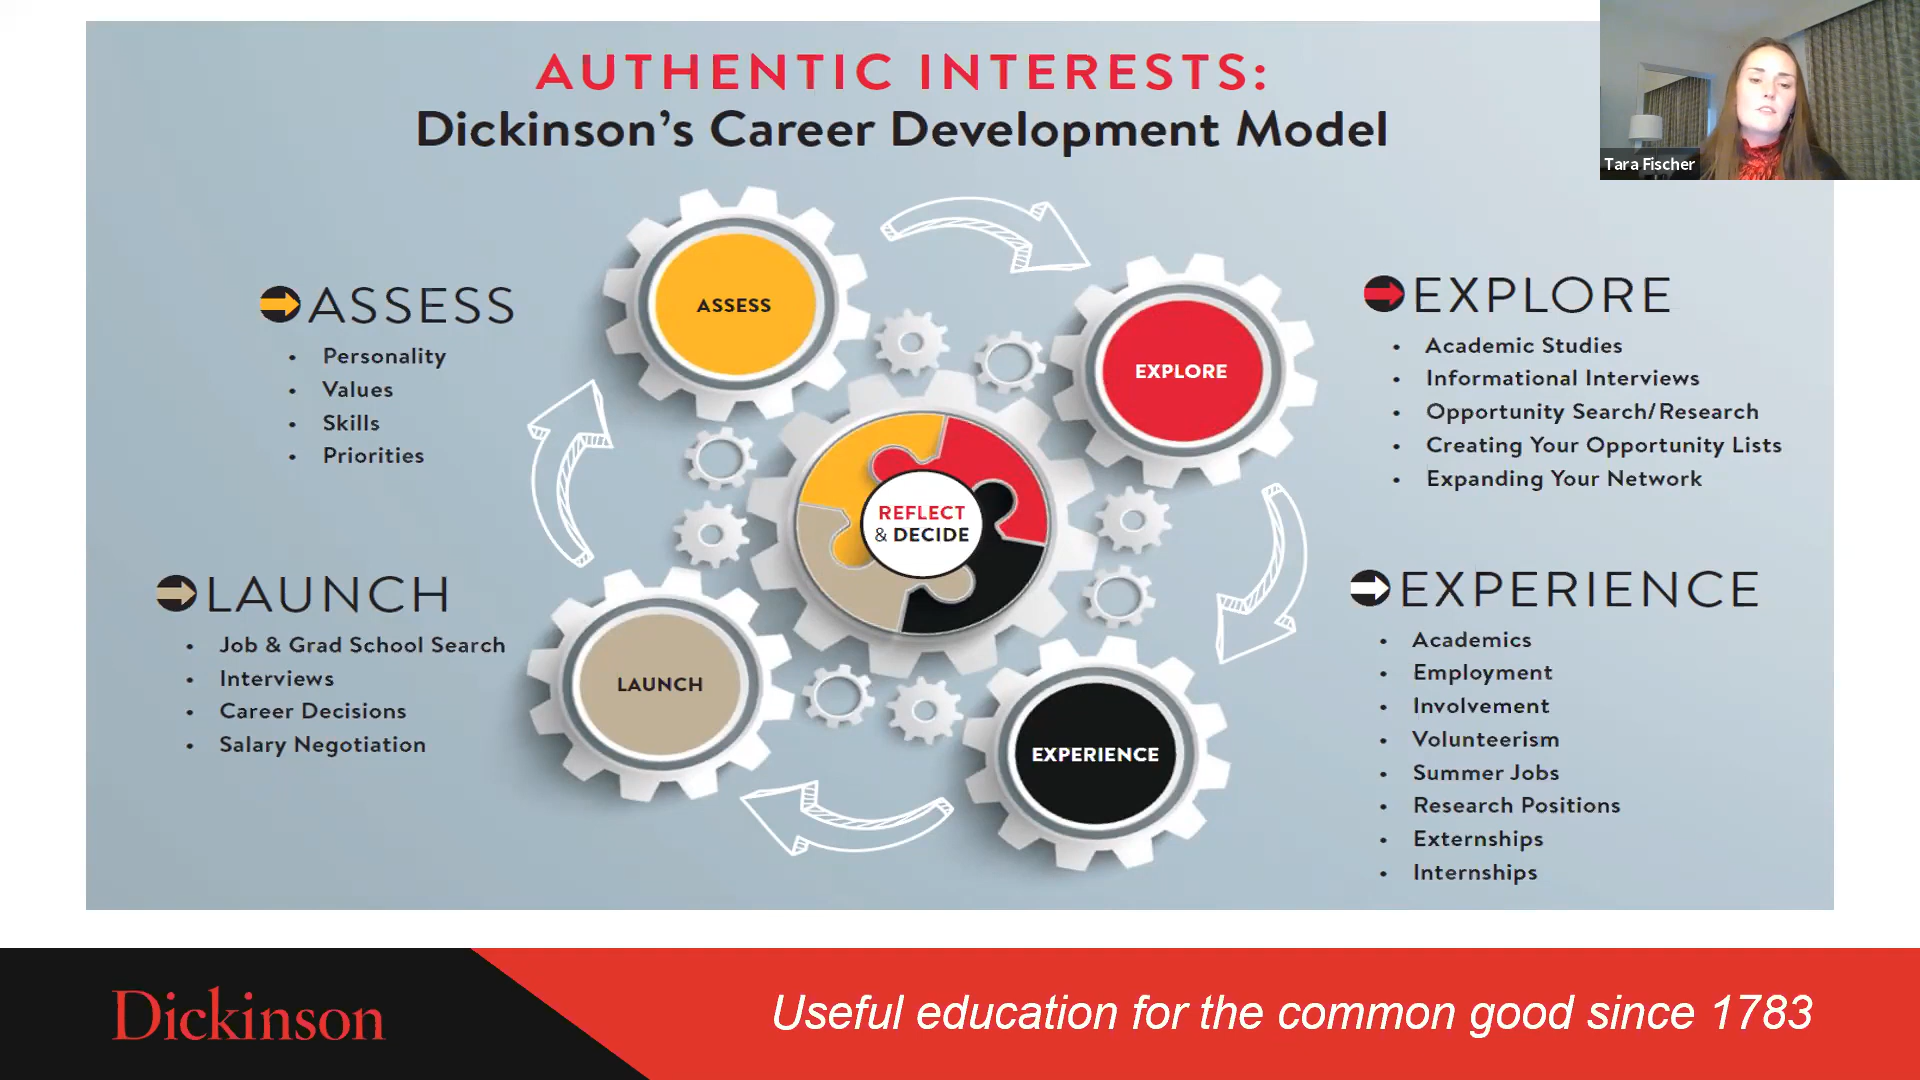 AUTHENTIC INTERESTS:
Dickinson's Career Development Model
Tara Fischer
ASSESS
Personality
Values
Skills
Priorities
LAUNCH
Job & Grad School Search
Interviews
Career Decisions
Salary Negotiation
ASSESS
EXPLORE
REFLECT
& DECIDE
LAUNCH
EXPERIENCE
EXPLORE
Academic Studies
Informational Interviews
Opportunity Search/Research
Creating Your Opportunity Lists
Expanding Your Network
EXPERIENCE
Academics
Employment
Involvement
Volunteerism
Summer Jobs
Research Positions
Externships
Internships
Dickinson
Useful education for the common good since 1783